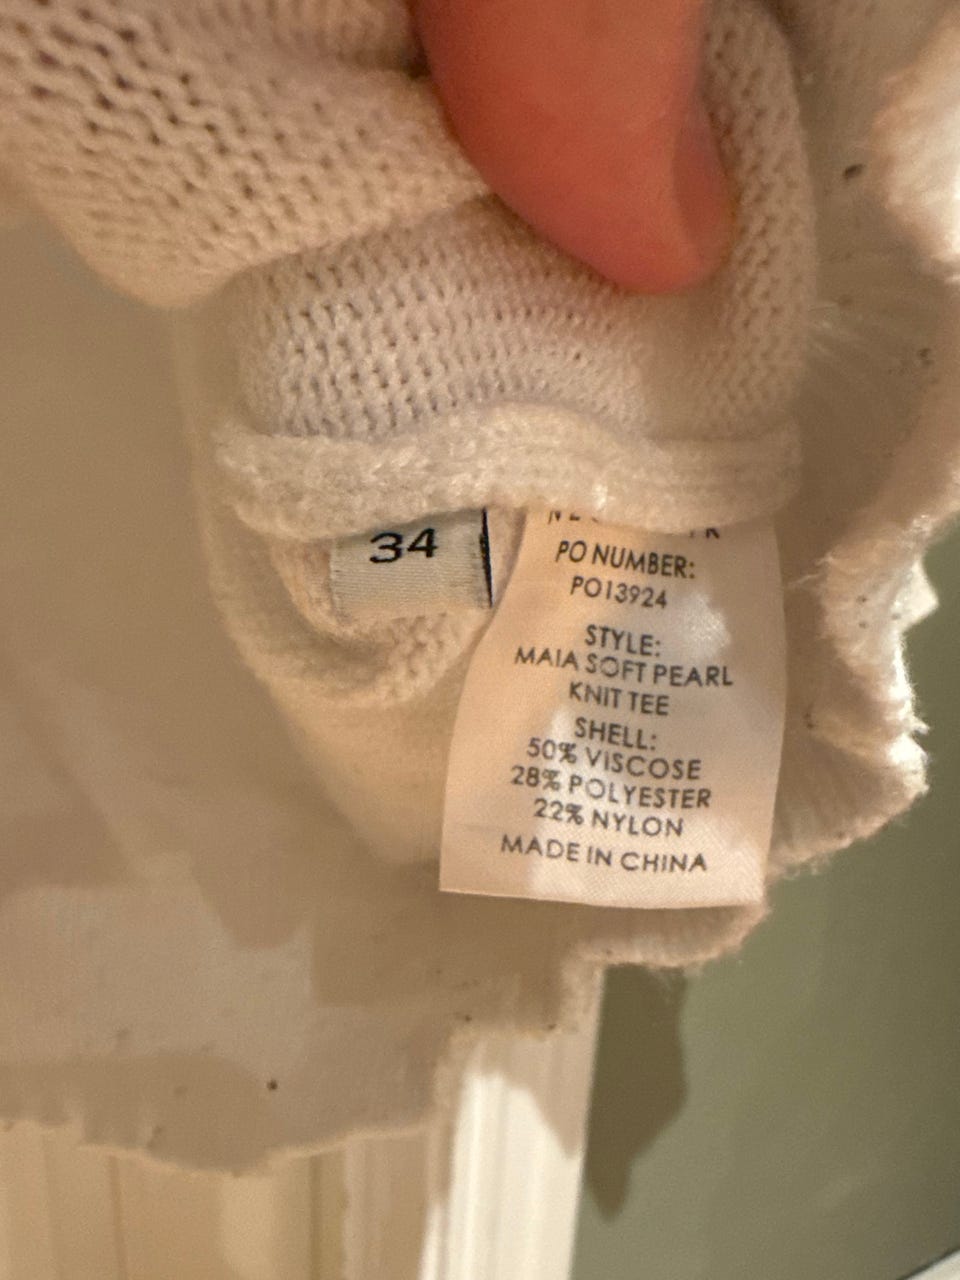 34
PO NUMBER:
PO13924
STYLE:
MAIA SOFT PEARL
KNIT TEE
SHELL:
50% VISCOSE
28% POLYESTER
22% NYLON
MADE IN CHINA